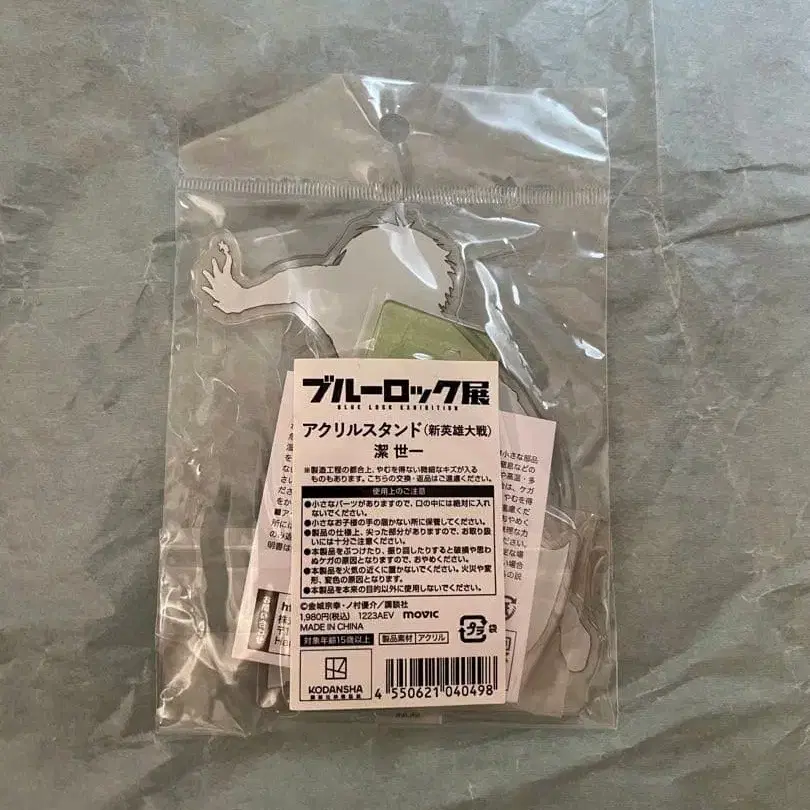 ブルーロック展
BLUE LOCK EXHIBITION
アクリルスタンド(新英雄大戦)
潔 世一
※製造工程の都合上、やむを得ない微細なキズが入る
ものもあります。こちらの交換・返品はご遠慮ください。
使用上のご注意
●小さなパーツがありますので、口の中には絶対に入れ
ないでください。
●小さなお子様の手の届かない所に保管してください。
●製品の仕様上、尖った部分がありますので、お取り扱
いには十分ご注意ください。
●本製品をぶつけたり、振り回したりすると破損や思わ
ぬケガの原因となりますので、おやめください。
●本製品を火気の近くに置かないでください。火災や変
形、変色の原因となります。
●本製品を本来の目的以外に使用しないでください。
©金城宗幸・ノ村優介/講談社
1,980円(税込) 1223AEV movic
MADE IN CHINA
プラ
袋
対象年齢15歳以上
製品素材 アクリル
KODANSHA
4 550621 040498
小さな部品